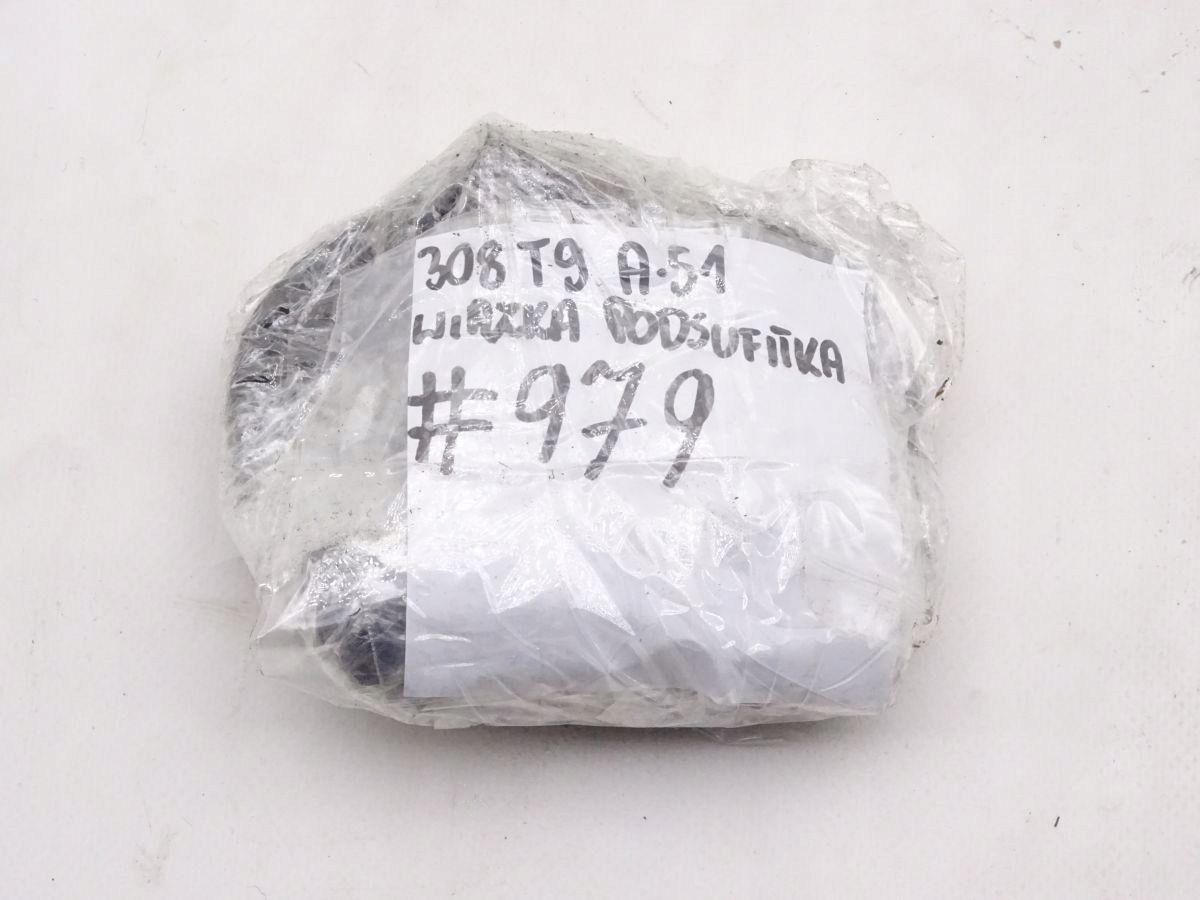 308 T9 A·51
WIĄZKA PODSUFITKA
#979